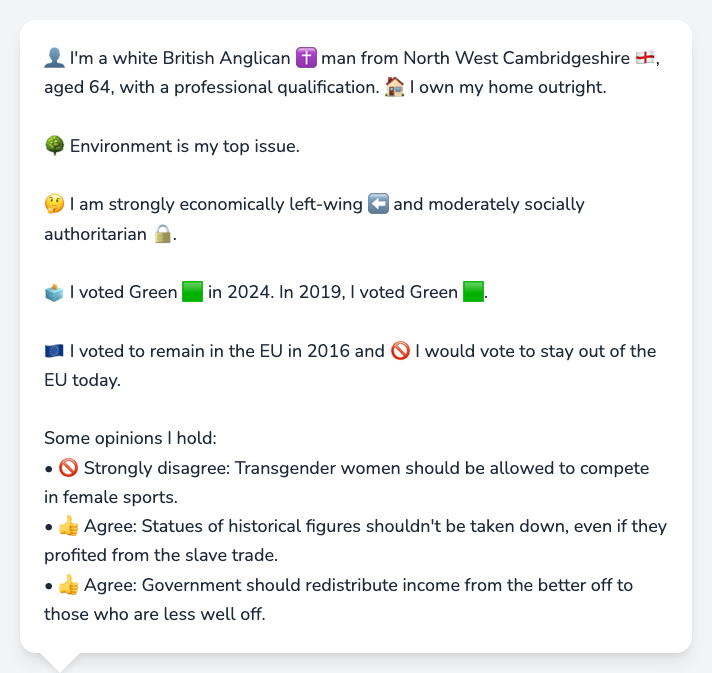 👤 I'm a white British Anglican ✝️ man from North West Cambridgeshire 🏴󠁧󠁢󠁥󠁮󠁧󠁿,
aged 64, with a professional qualification. 🏠 I own my home outright.
🌳 Environment is my top issue.
🤔 I am strongly economically left-wing ⬅️ and moderately socially
authoritarian 🔒.
🗳️ I voted Green 🟩 in 2024. In 2019, I voted Green 🟩.
🇪🇺 I voted to remain in the EU in 2016 and 🚫 I would vote to stay out of the
EU today.
Some opinions I hold:
• 🚫 Strongly disagree: Transgender women should be allowed to compete
in female sports.
• 👍 Agree: Statues of historical figures shouldn't be taken down, even if they
profited from the slave trade.
• 👍 Agree: Government should redistribute income from the better off to
those who are less well off.